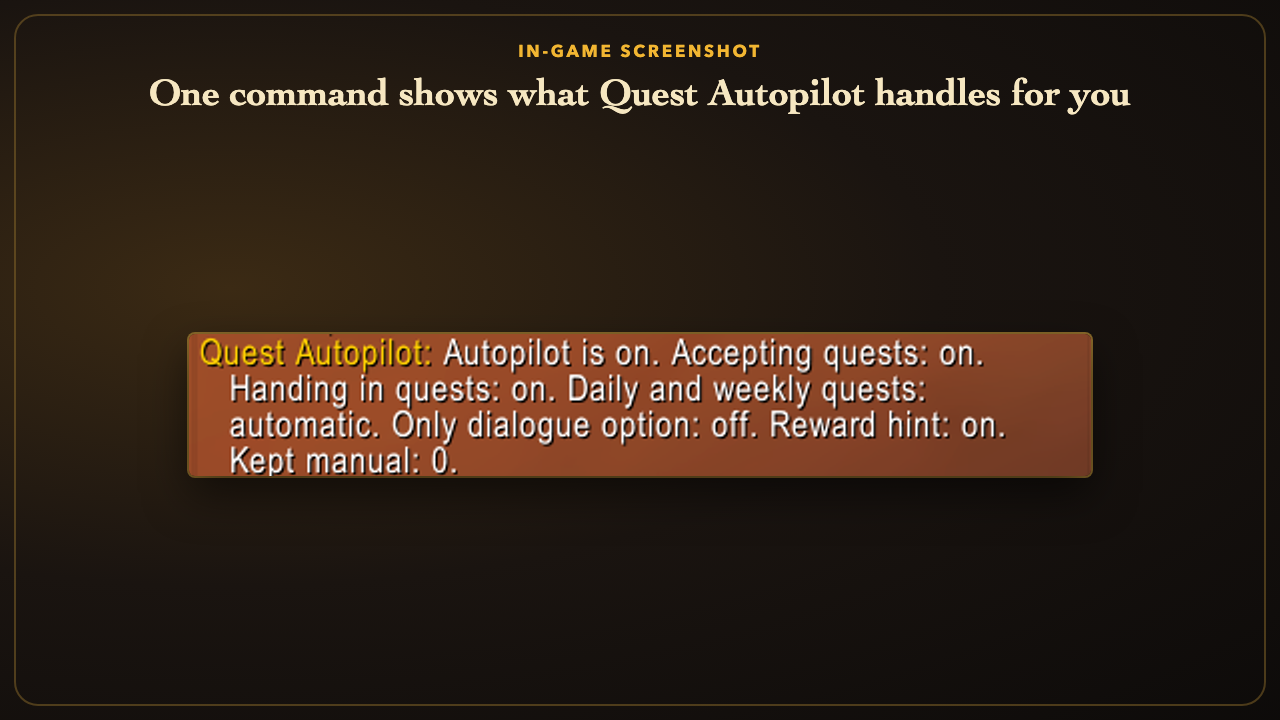 IN-GAME SCREENSHOT
One command shows what Quest Autopilot handles for you
Quest Autopilot: Autopilot is on. Accepting quests: on.
Handing in quests: on. Daily and weekly quests:
automatic. Only dialogue option: off. Reward hint: on.
Kept manual: 0.